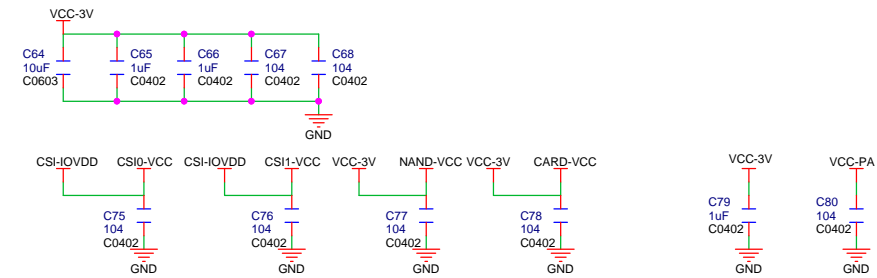 VCC-3V
C64
10uF
C0603
C65
1uF
C0402
C66
1uF
C0402
C67
104
C0402
C68
104
C0402
GND
CSI-IOVDD
CSI0-VCC
CSI-IOVDD
CSI1-VCC
VCC-3V
NAND-VCC
VCC-3V
CARD-VCC
VCC-3V
VCC-PA
C75
104
C0402
GND
C76
104
C0402
GND
C77
104
C0402
GND
C78
104
C0402
GND
C79
1uF
C0402
GND
C80
104
C0402
GND